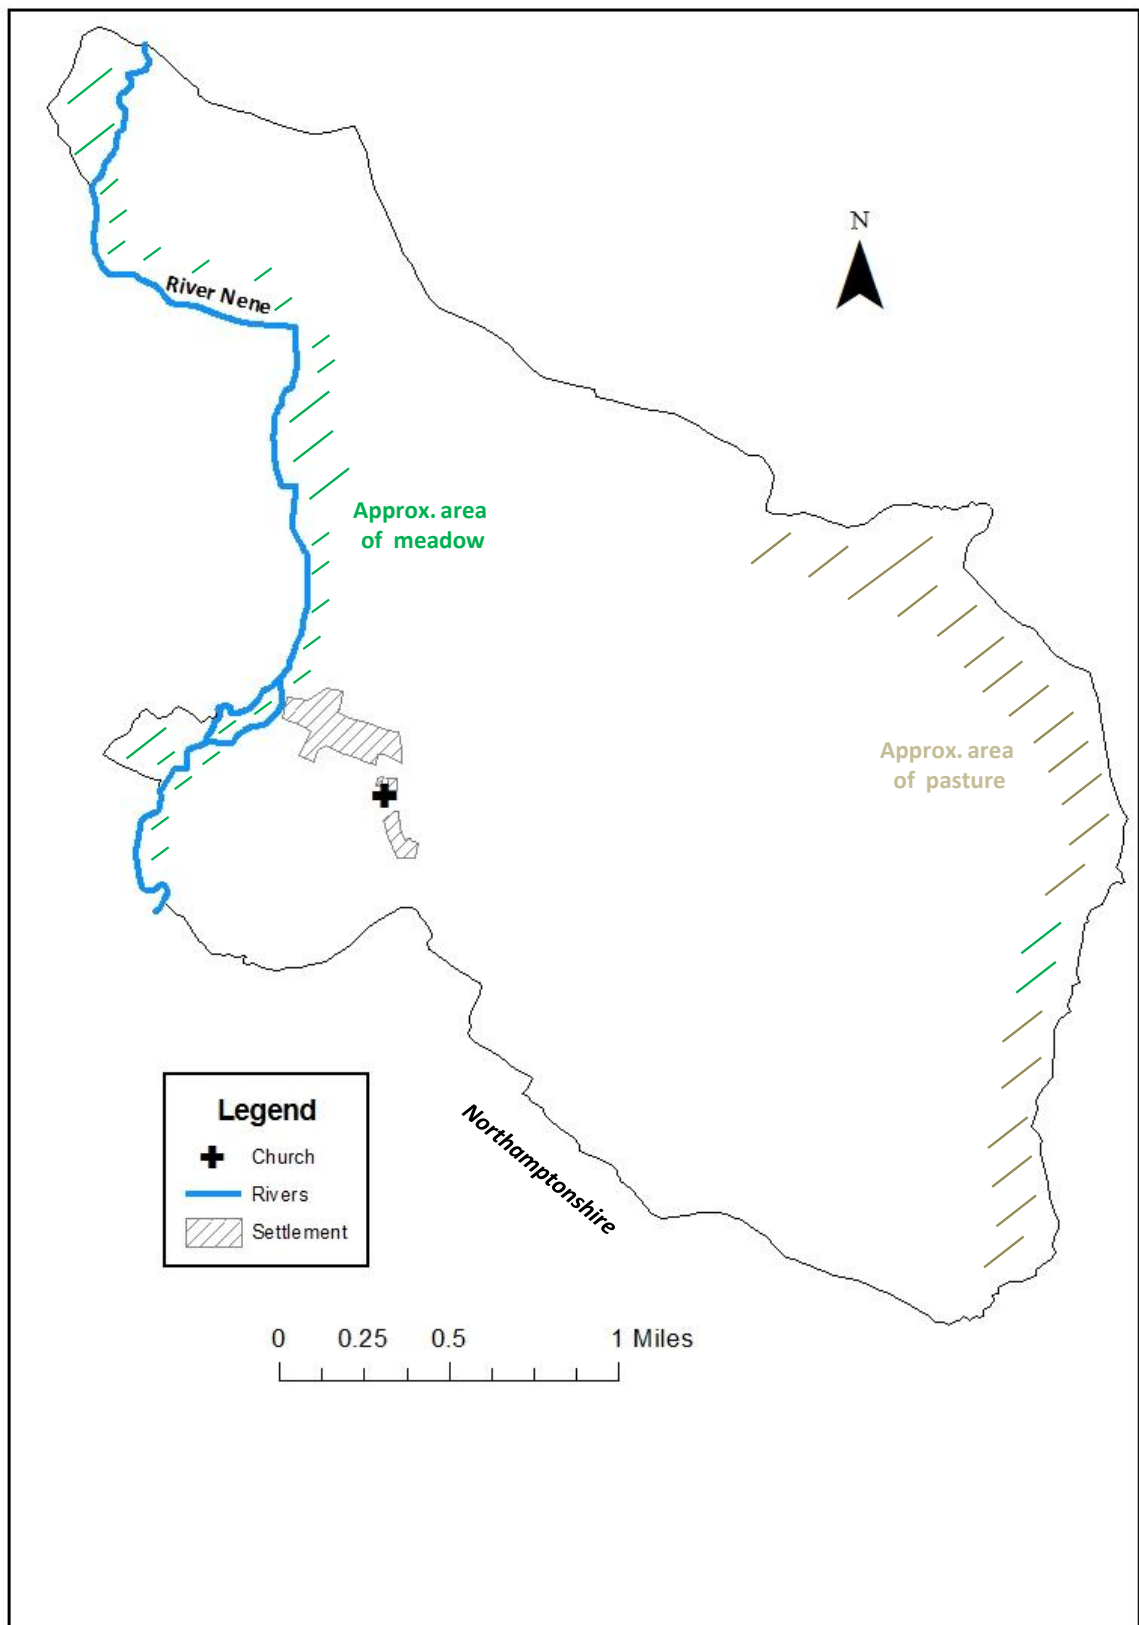 N
River Nene
Approx. area
of meadow
Approx. area
of pasture
Northamptonshire
Legend
Church
Rivers
Settlement
0 0.25 0.5 1 Miles